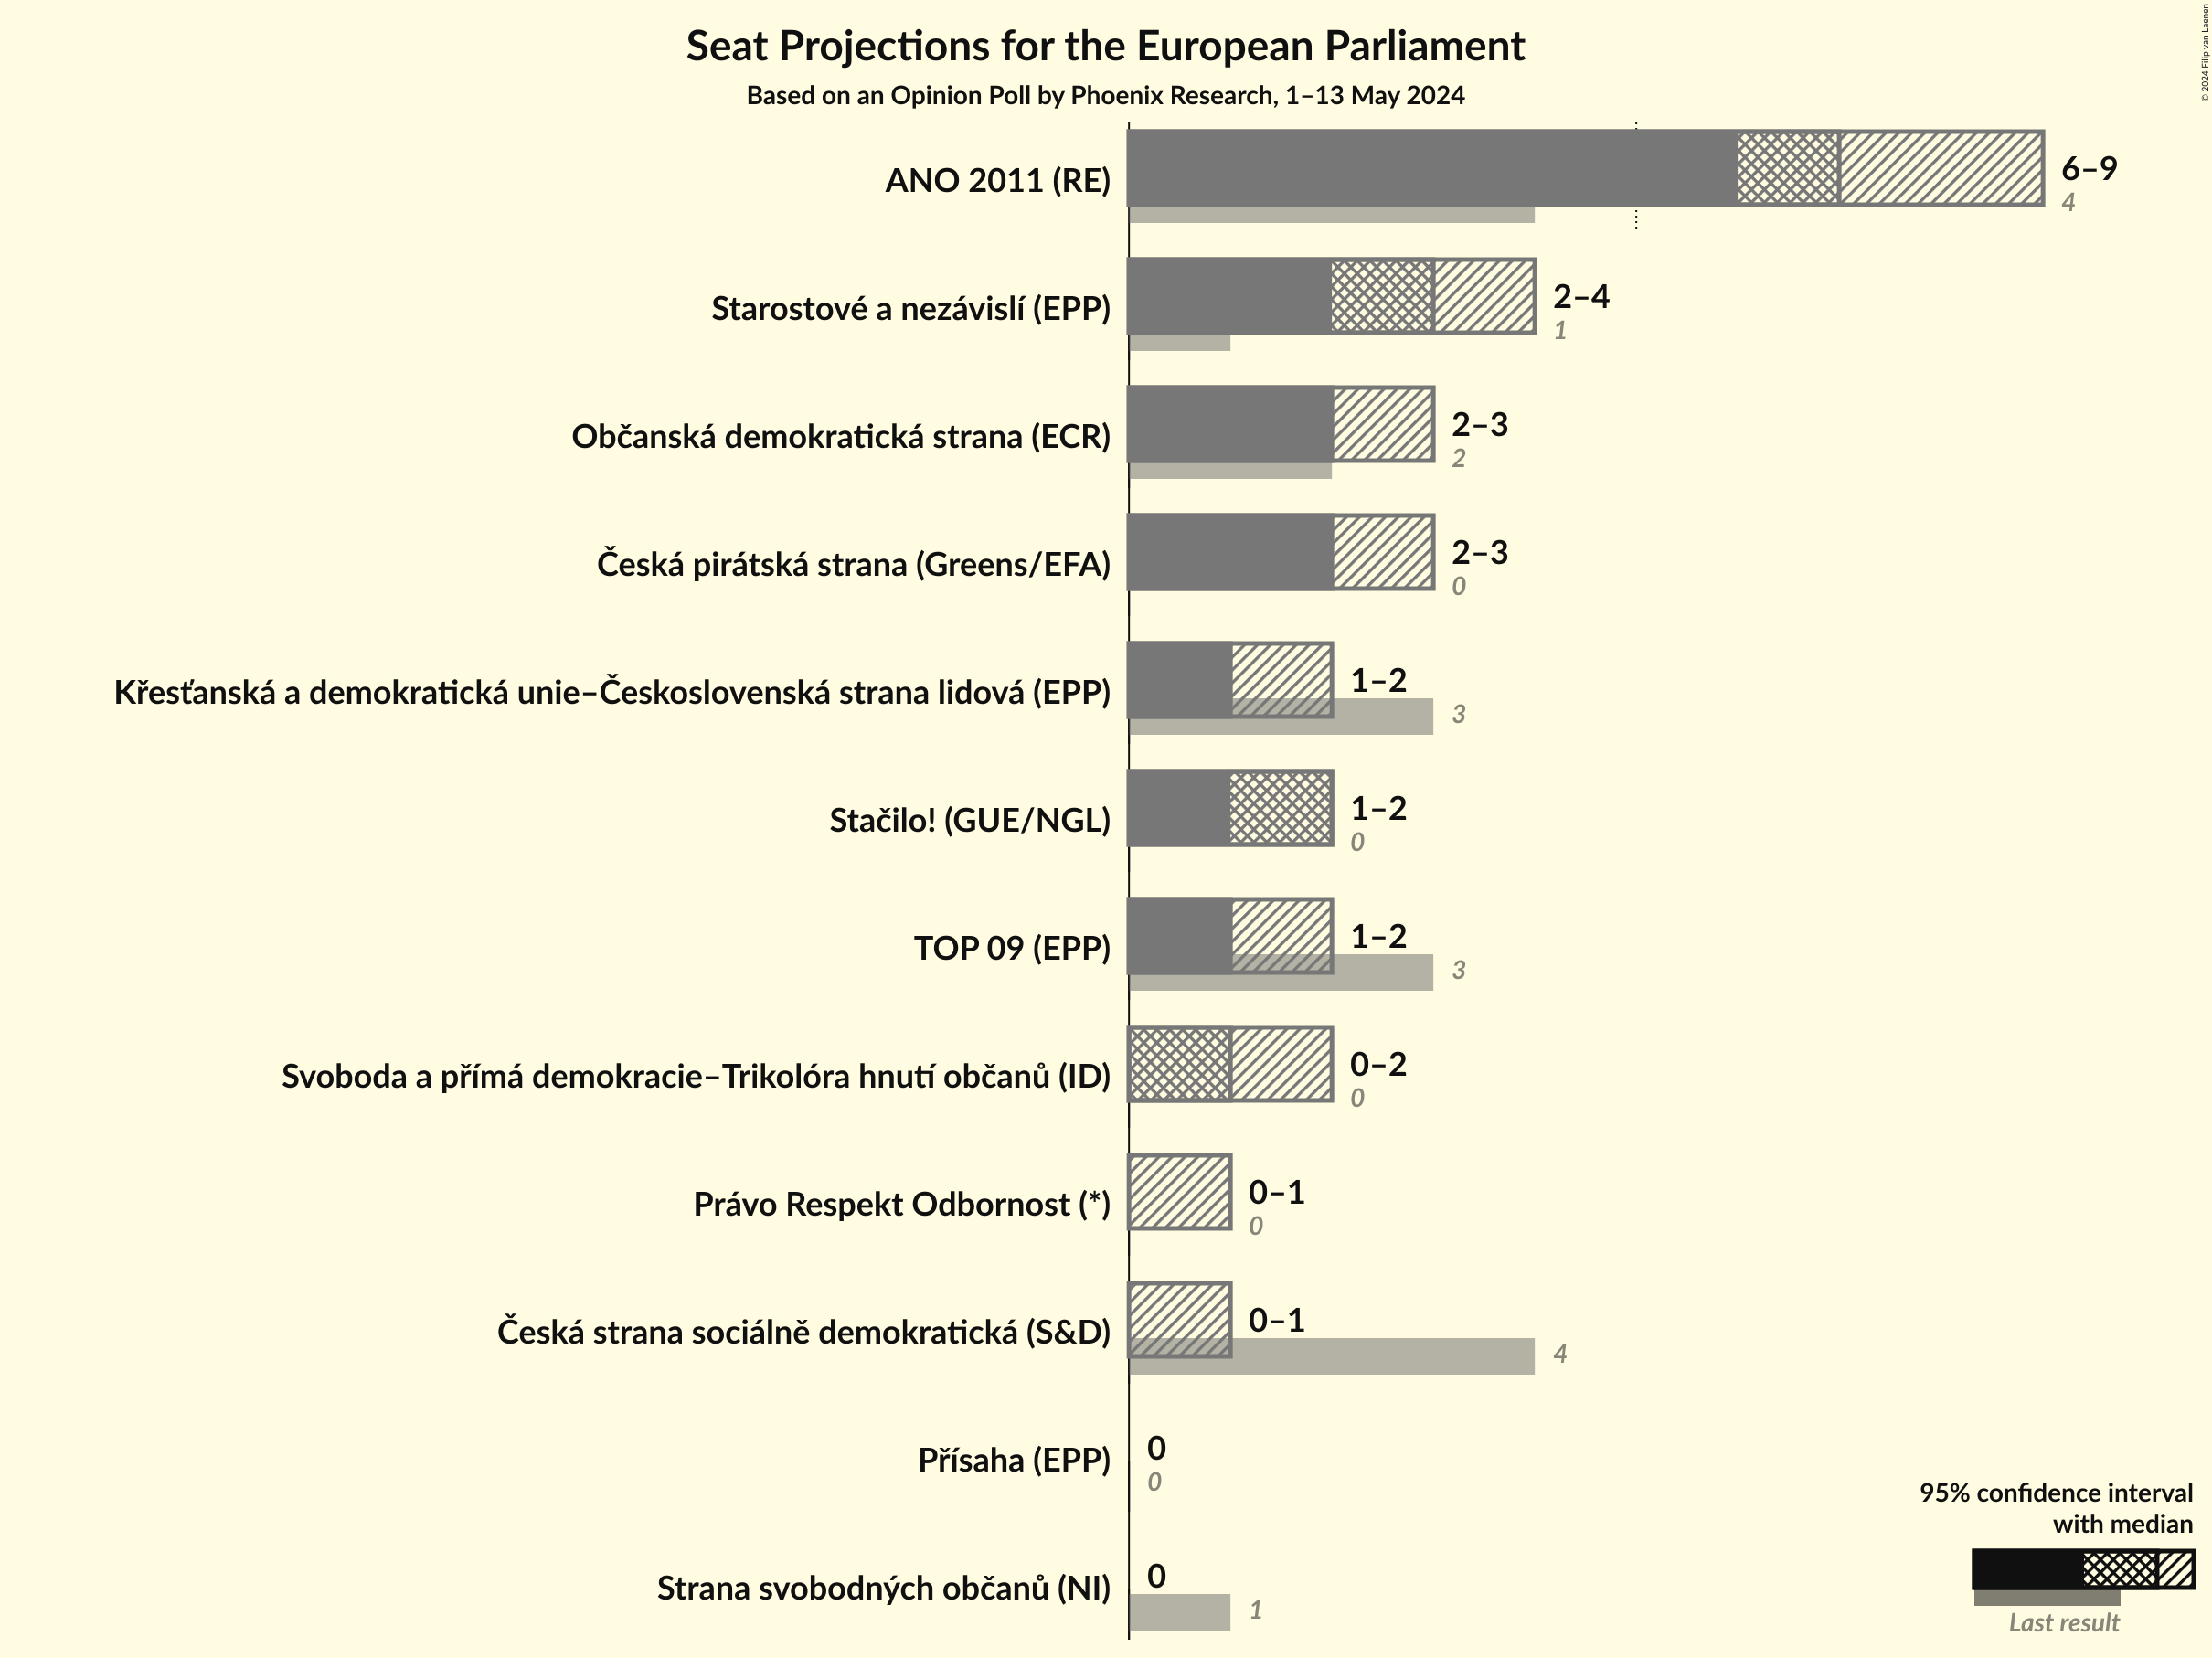 Seat Projections for the European Parliament
Based on an Opinion Poll by Phoenix Research, 1–13 May 2024
© 2024 Filip van Laenen
ANO 2011 (RE)
6–9
4
Starostové a nezávislí (EPP)
2–4
1
Občanská demokratická strana (ECR)
2–3
2
Česká pirátská strana (Greens/EFA)
2–3
0
Křesťanská a demokratická unie–Československá strana lidová (EPP)
1–2
3
Stačilo! (GUE/NGL)
1–2
0
TOP 09 (EPP)
1–2
3
Svoboda a přímá demokracie–Trikolóra hnutí občanů (ID)
0–2
0
Právo Respekt Odbornost (*)
0–1
0
Česká strana sociálně demokratická (S&D)
0–1
4
Přísaha (EPP)
0
0
Strana svobodných občanů (NI)
0
1
95% confidence interval
with median
Last result